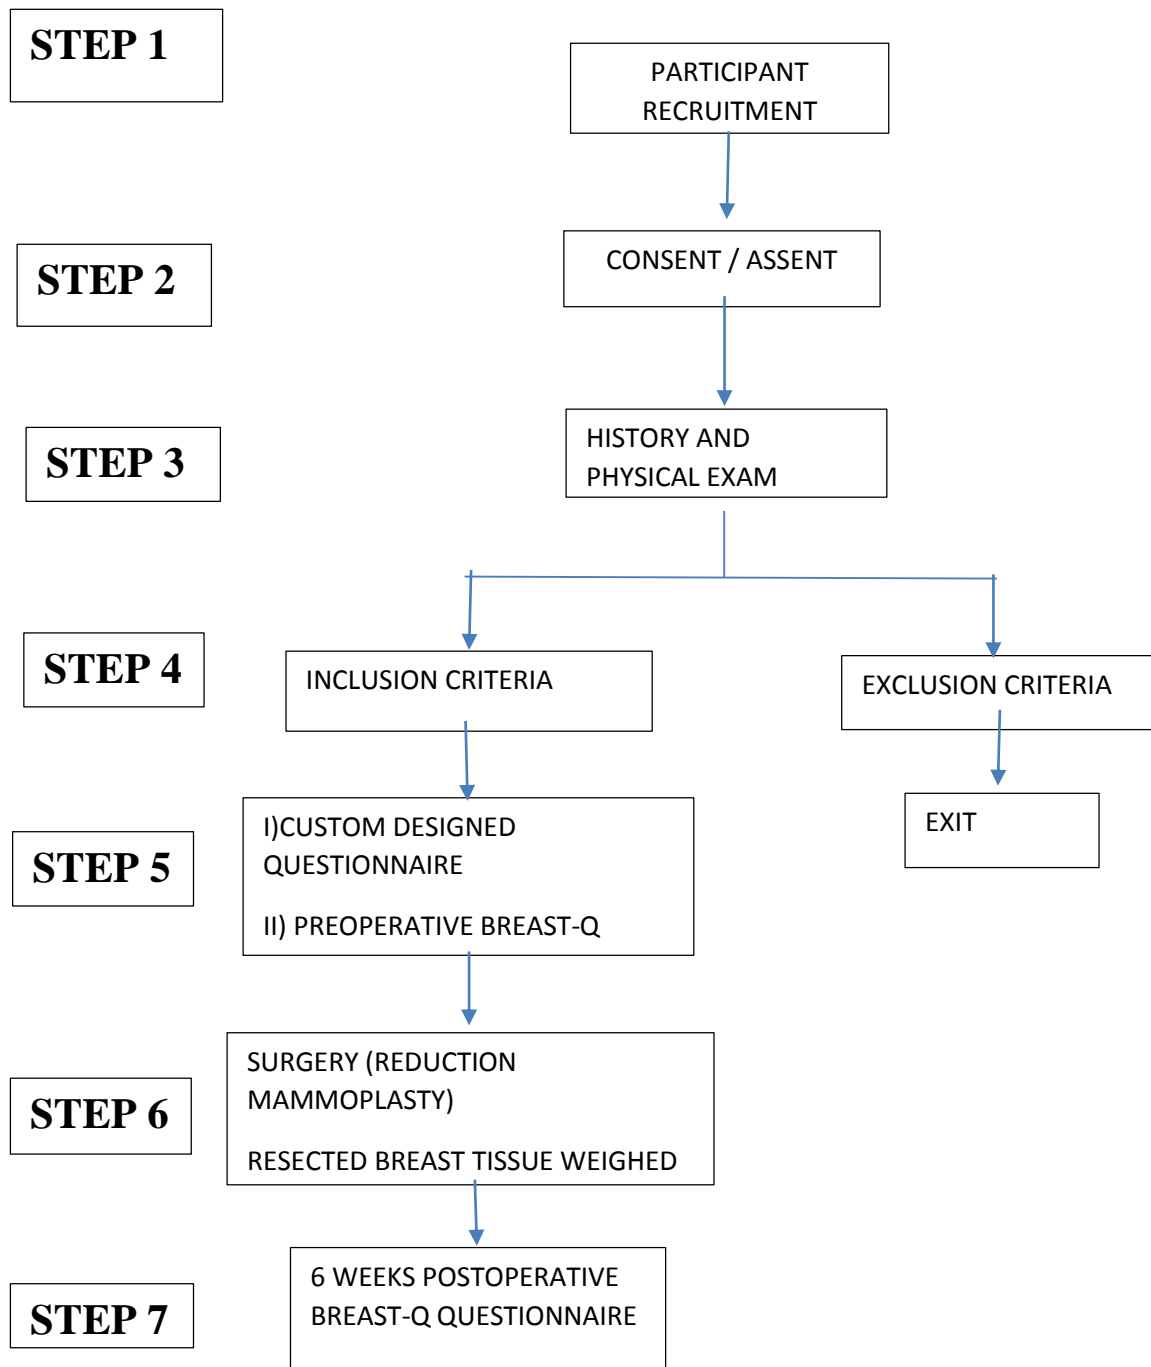 STEP 1
PARTICIPANT
RECRUITMENT
STEP 2
CONSENT / ASSENT
STEP 3
HISTORY AND
PHYSICAL EXAM
STEP 4
INCLUSION CRITERIA
EXCLUSION CRITERIA
STEP 5
I)CUSTOM DESIGNED
QUESTIONNAIRE
II) PREOPERATIVE BREAST-Q
EXIT
STEP 6
SURGERY (REDUCTION
MAMMOPLASTY)
RESECTED BREAST TISSUE WEIGHED
STEP 7
6 WEEKS POSTOPERATIVE
BREAST-Q QUESTIONNAIRE